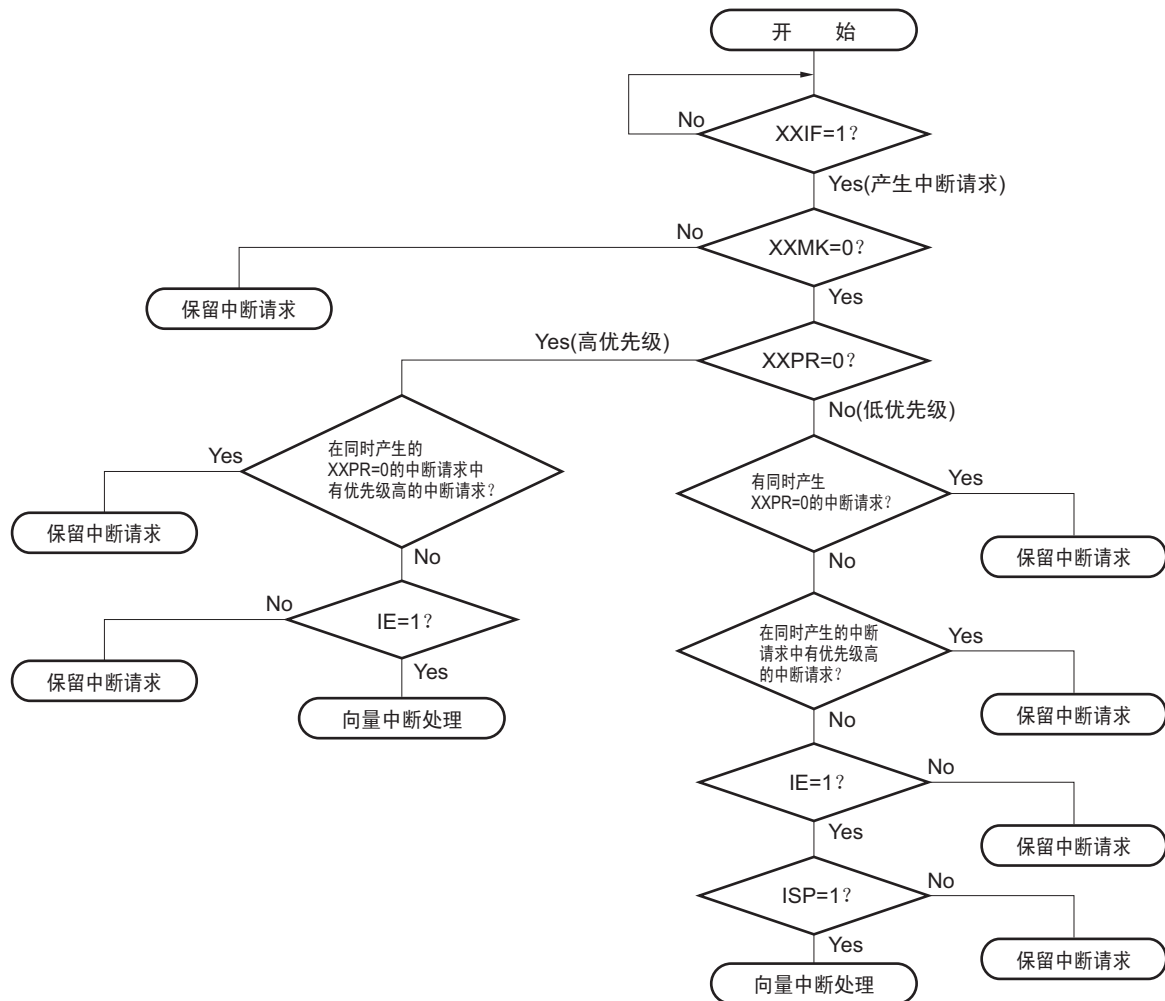 开 始
No
XXIF=1?
Yes(产生中断请求)
No
XXMK=0?
保留中断请求
Yes
Yes(高优先级)
XXPR=0?
No(低优先级)
Yes
在同时产生的
XXPR=0的中断请求中
有优先级高的中断请求?
保留中断请求
No
有同时产生
XXPR=0的中断请求?
Yes
保留中断请求
No
No
IE=1?
保留中断请求
Yes
向量中断处理
在同时产生的中断
请求中有优先级高
的中断请求?
Yes
保留中断请求
No
IE=1?
No
保留中断请求
Yes
ISP=1?
No
保留中断请求
Yes
向量中断处理